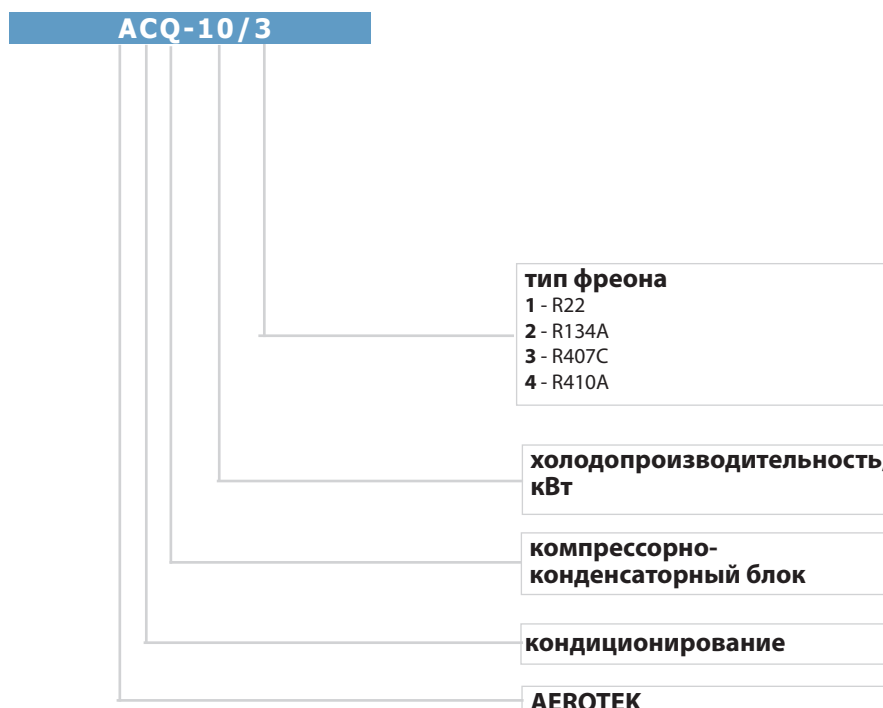 ACQ-10/3
тип фреона
1 - R22
2 - R134A
3 - R407C
4 - R410A
холодопроизводительность,
кВт
компрессорно-
конденсаторный блок
кондиционирование
AEROTEK